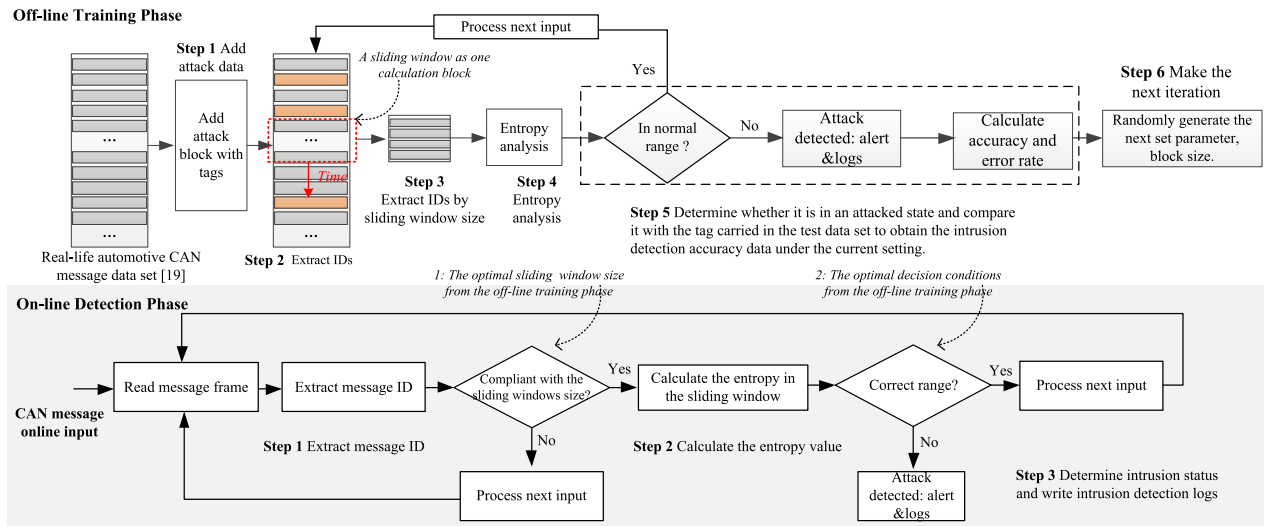 Off-line Training Phase
Process next input
Step 1 Add
attack data
A sliding window as one
calculation block
Yes
Step 6 Make the
next iteration
Add
attack
block with
tags
...
...
Time
...
...
Entropy
analysis
In normal
range ?
No
Attack
detected: alert
&logs
Calculate
accuracy and
error rate
Randomly generate the
next set parameter,
block size.
Step 3
Extract IDs by
sliding window size
Step 4
Entropy
analysis
Real-life automotive CAN
message data set [19]
Step 2 Extract IDs
Step 5 Determine whether it is in an attacked state and compare
it with the tag carried in the test data set to obtain the intrusion
detection accuracy data under the current setting.
1: The optimal sliding window size
from the off-line training phase
2: The optimal decision conditions
from the off-line training phase
On-line Detection Phase
CAN message
online input
Read message frame
Extract message ID
Compliant with the
sliding windows size?
Yes
Calculate the entropy in
the sliding window
Correct range?
Yes
Process next input
Step 1 Extract message ID
No
Step 2 Calculate the entropy value
No
Process next input
Attack
detected: alert
&logs
Step 3 Determine intrusion status
and write intrusion detection logs